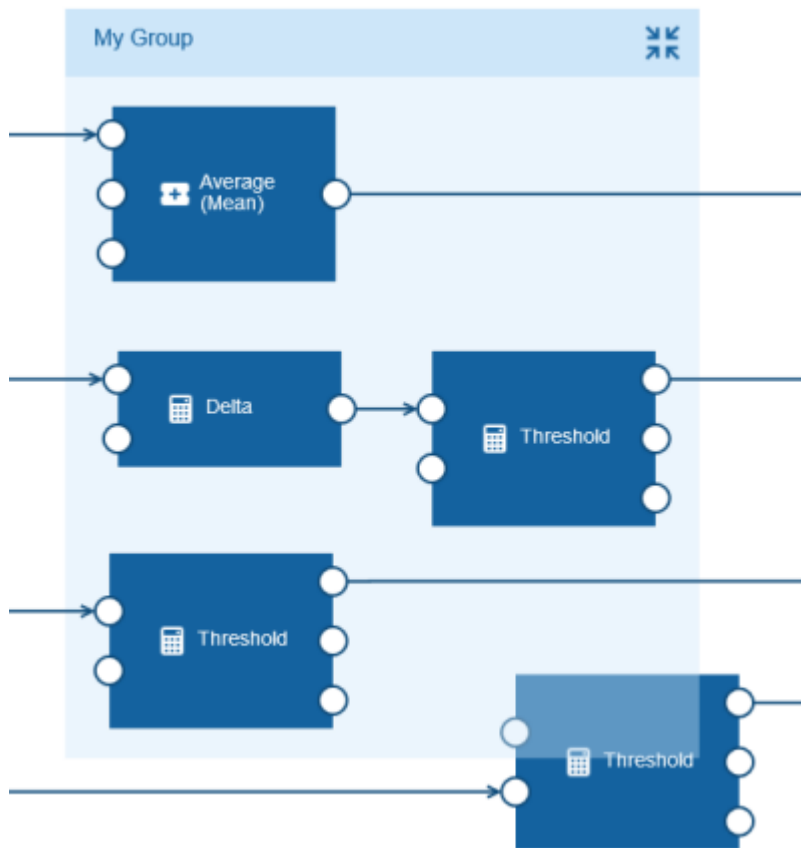 My Group
Average
(Mean)
Delta
Threshold
Threshold
Threshold